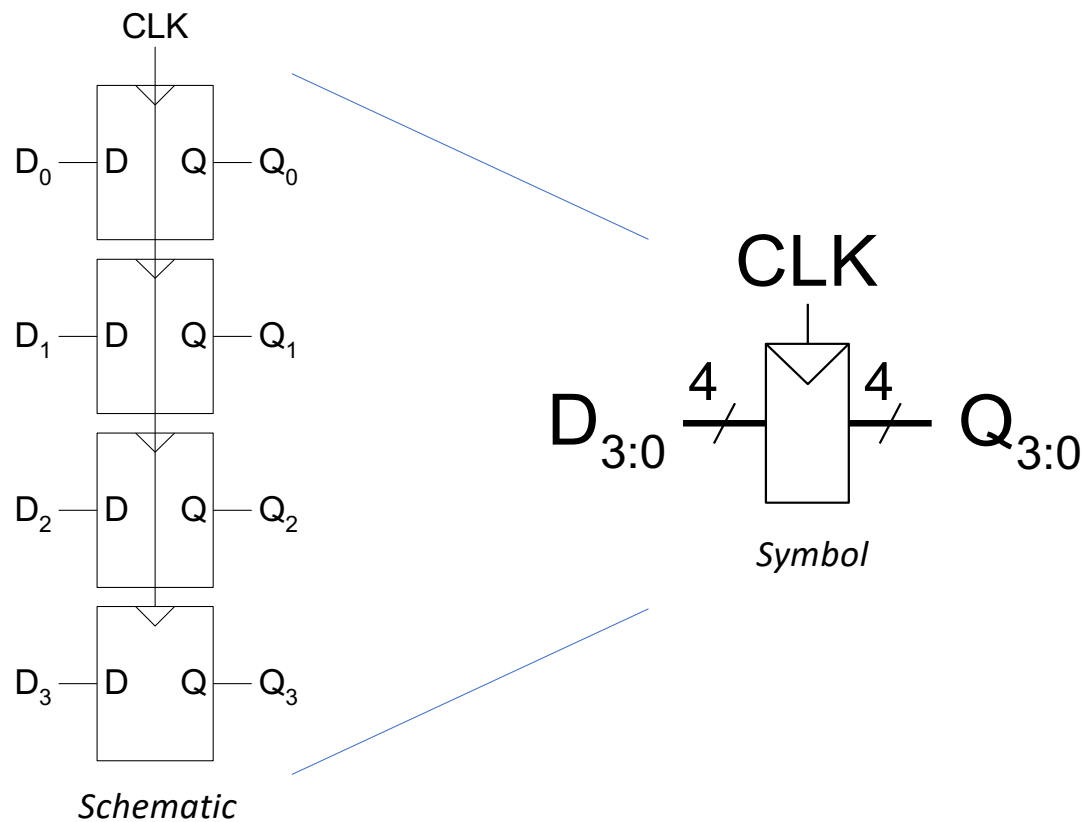 CLK
D0 D Q Q0
D1 D Q Q1
D2 D Q Q2
D3 D Q Q3
Schematic
CLK
4 4
D3:0 Q3:0
Symbol